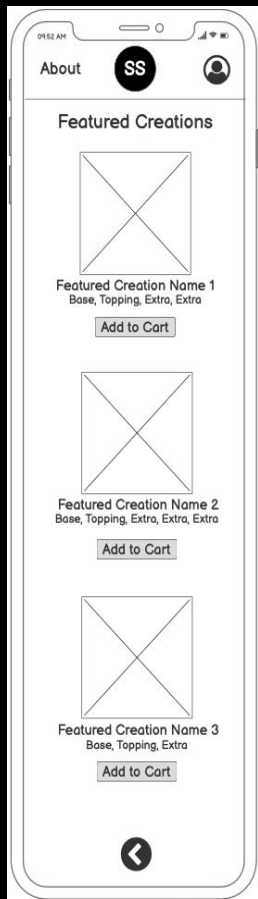 09:52 AM
About
SS
Featured Creations
Featured Creation Name 1
Base, Topping, Extra, Extra
Add to Cart
Featured Creation Name 2
Base, Topping, Extra, Extra, Extra
Add to Cart
Featured Creation Name 3
Base, Topping, Extra
Add to Cart